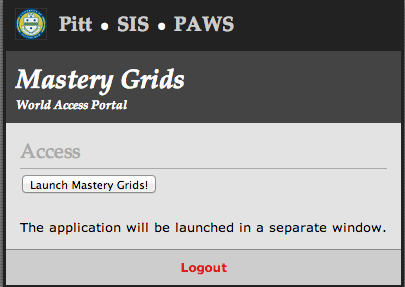 Pitt • SIS • PAWS
Mastery Grids
World Access Portal
Access
Launch Mastery Grids!
The application will be launched in a separate window.
Logout